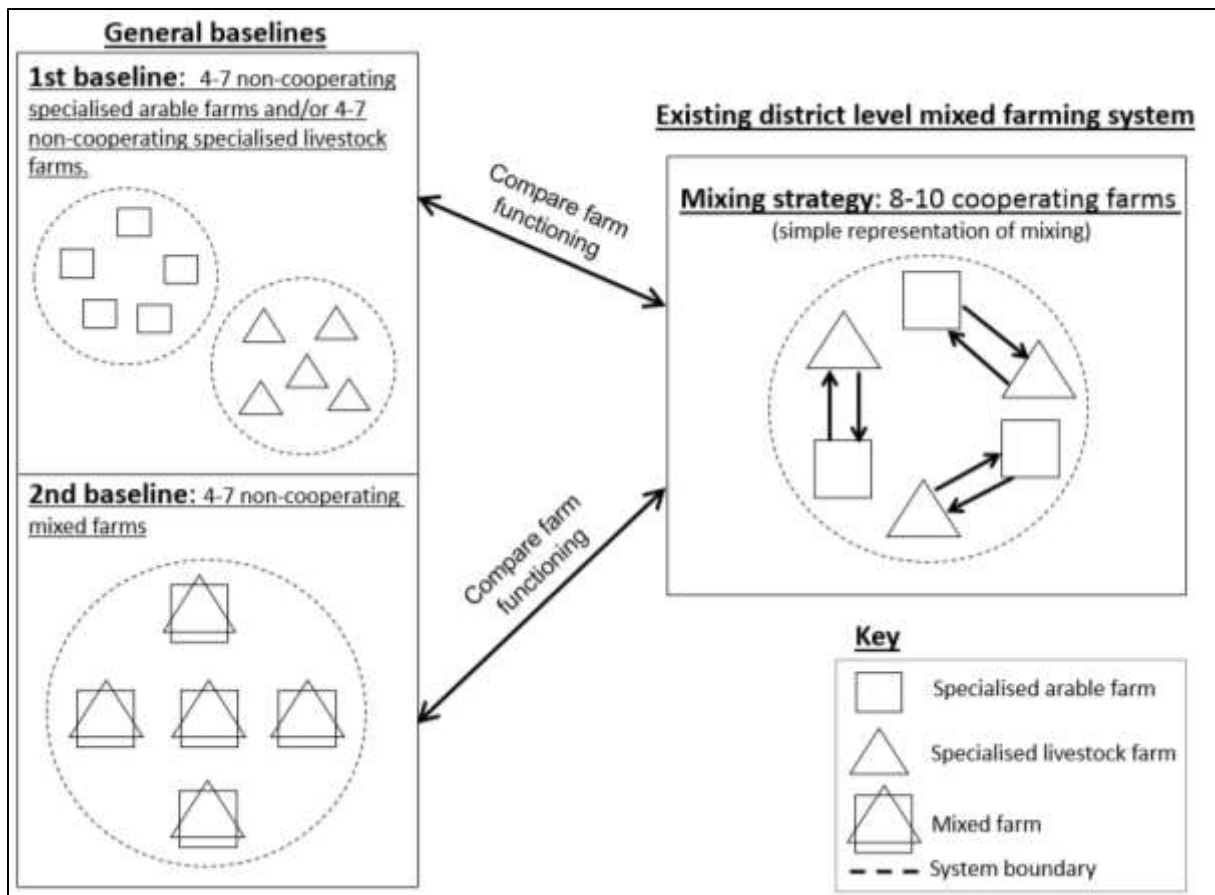 General baselines
1st baseline: 4-7 non-cooperating
specialised arable farms and/or 4-7
non-cooperating specialised livestock
farms.
2nd baseline: 4-7 non-cooperating
mixed farms
Compare farm
functioning
Compare farm
functioning
Existing district level mixed farming system
Mixing strategy: 8-10 cooperating farms
(simple representation of mixing)
Key
Specialised arable farm
Specialised livestock farm
Mixed farm
System boundary